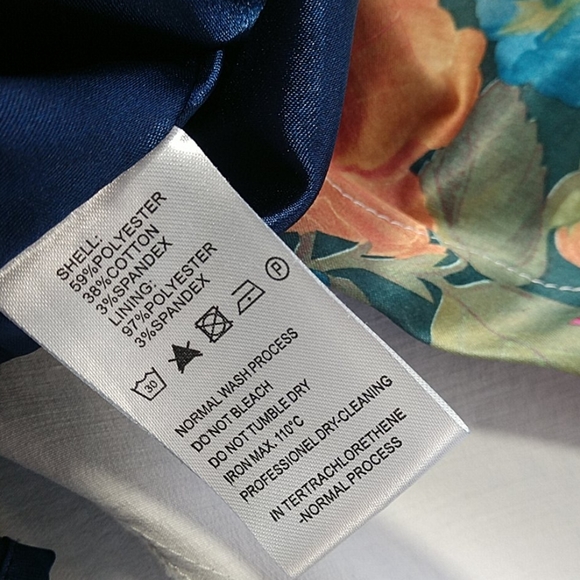 SHELL:
59%POLYESTER
38%COTTON
3%SPANDEX
LINING:
97%POLYESTER
3%SPANDEX
30
P
NORMAL WASH PROCESS
DO NOT BLEACH
DO NOT TUMBLE DRY
IRON MAX. 110°C
PROFESSIONEL DRY-CLEANING
IN TERTRACHLORETHENE
-NORMAL PROCESS